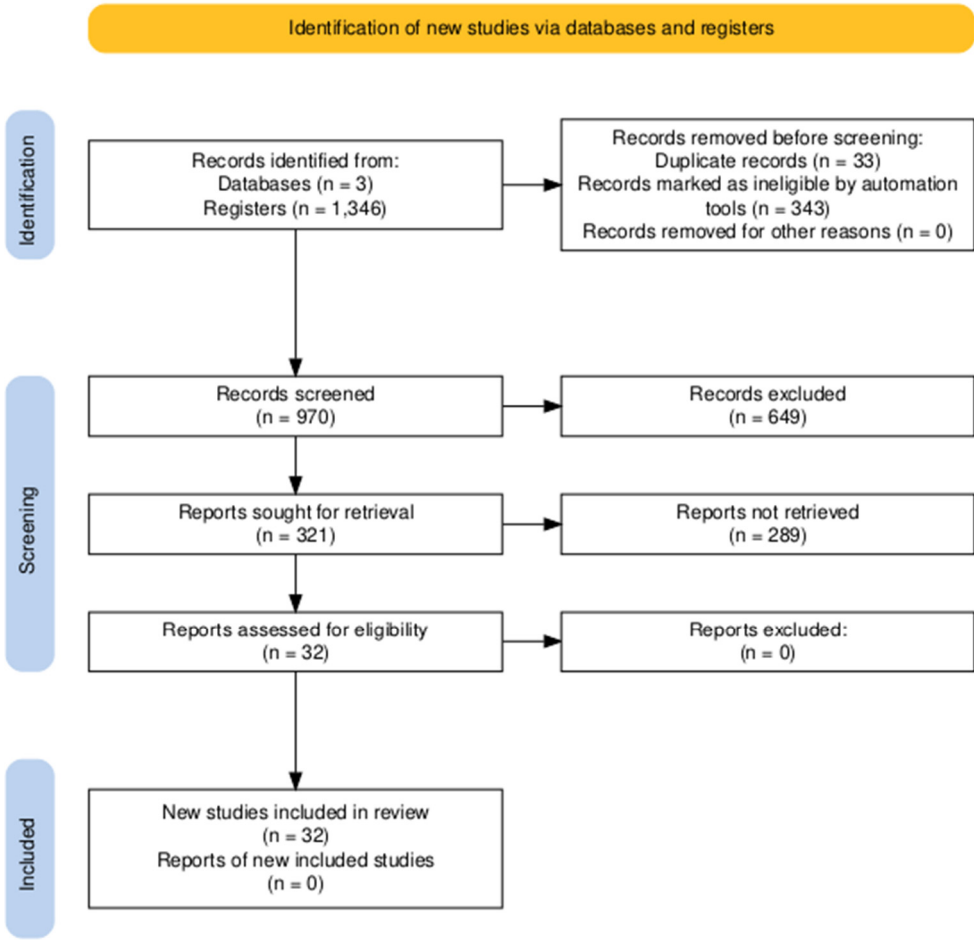 Identification of new studies via databases and registers
Identification
Records identified from:
Databases (n = 3)
Registers (n = 1,346)
Records removed before screening:
Duplicate records (n = 33)
Records marked as ineligible by automation
tools (n = 343)
Records removed for other reasons (n = 0)
Screening
Records screened
(n = 970)
Records excluded
(n = 649)
Reports sought for retrieval
(n = 321)
Reports not retrieved
(n = 289)
Reports assessed for eligibility
(n = 32)
Reports excluded:
(n = 0)
Included
New studies included in review
(n = 32)
Reports of new included studies
(n = 0)